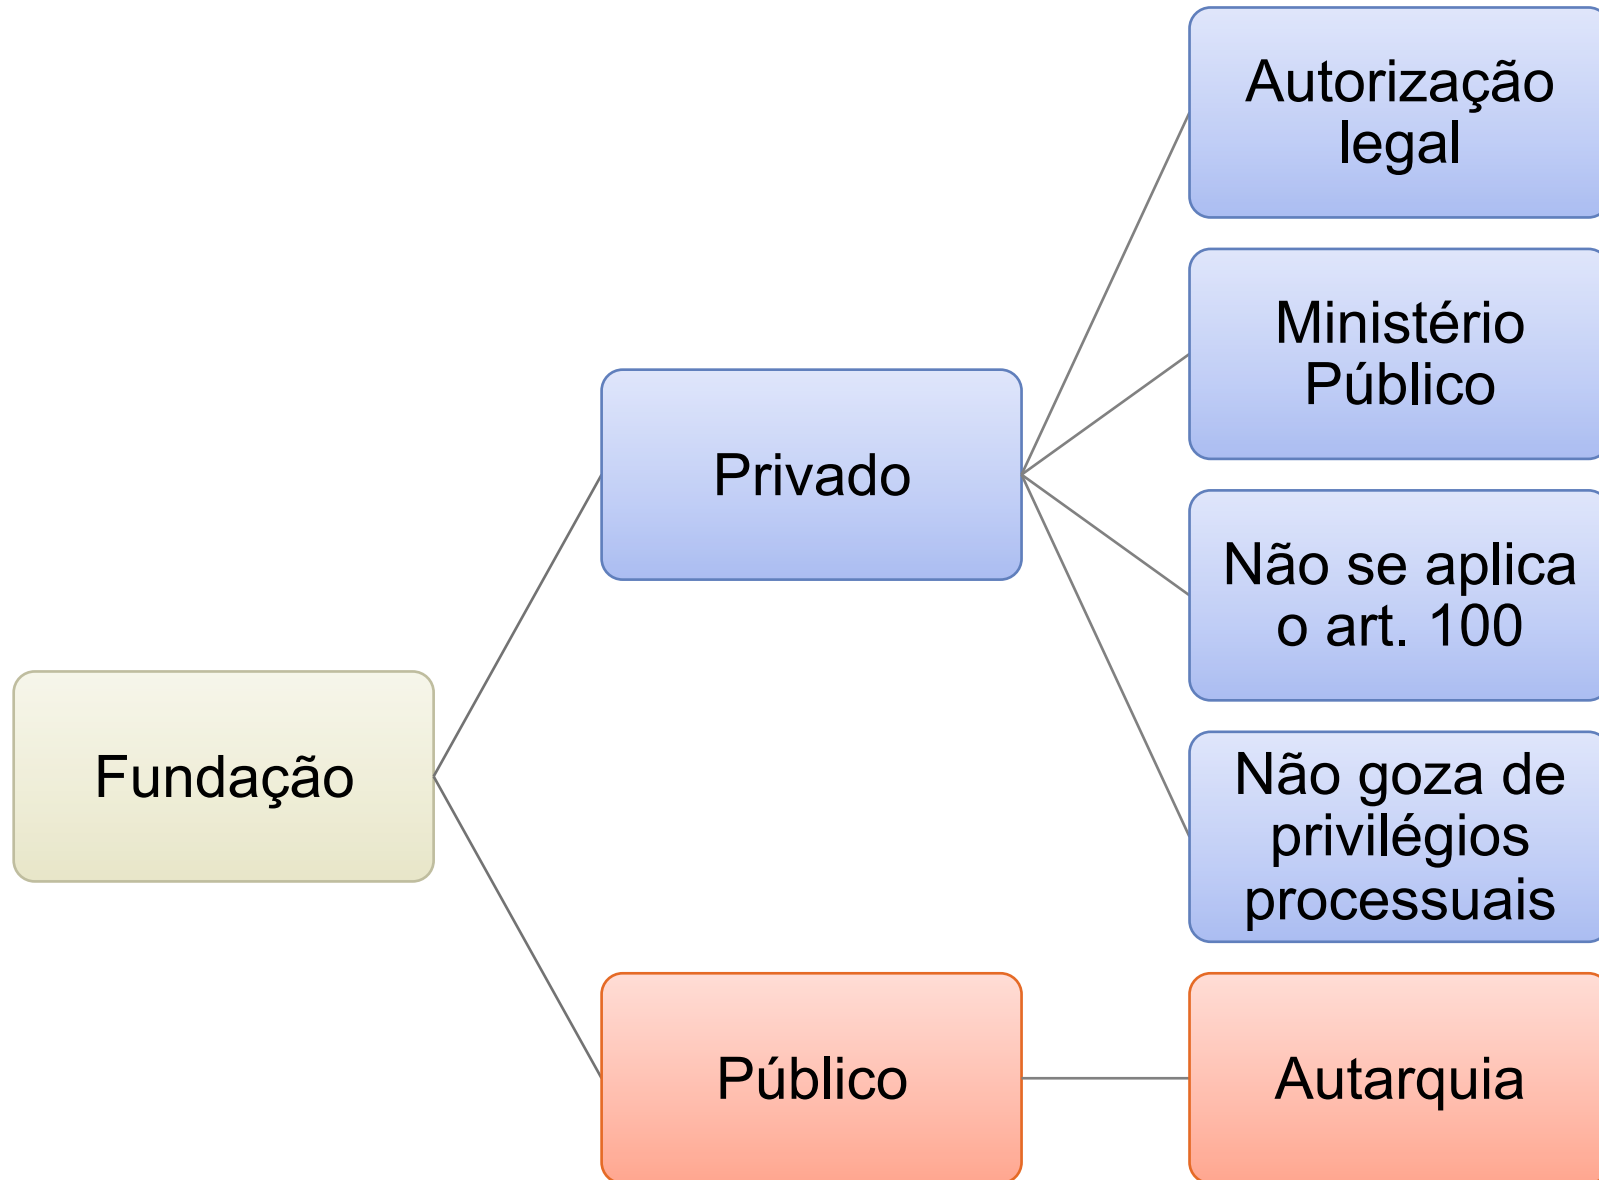 Fundação
Privado
Autorização
legal
Ministério
Público
Não se aplica
o art. 100
Não goza de
privilégios
processuais
Público
Autarquia